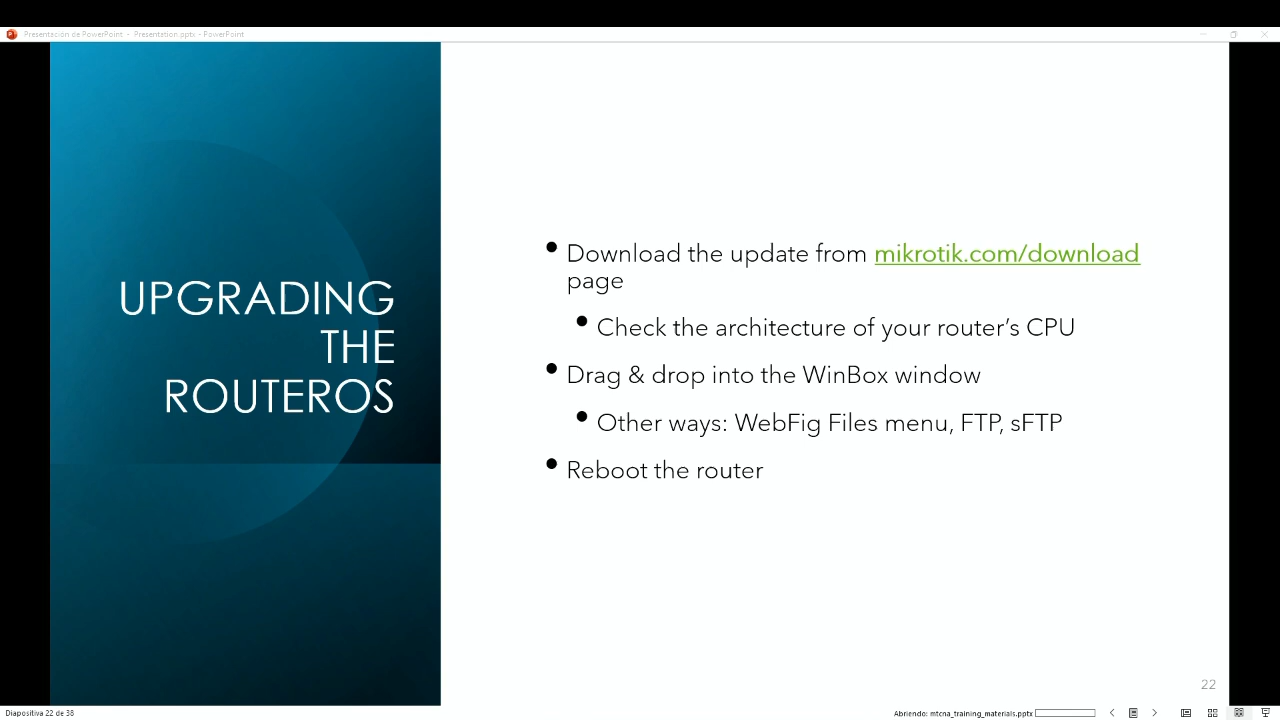 Presentación de PowerPoint - Presentation.pptx - PowerPoint
UPGRADING
THE
ROUTEROS
• Download the update from mikrotik.com/download
page
• Check the architecture of your router’s CPU
• Drag & drop into the WinBox window
• Other ways: WebFig Files menu, FTP, sFTP
• Reboot the router
22
Diapositiva 22 de 38
Abriendo: mtcna_training_materials.pptx